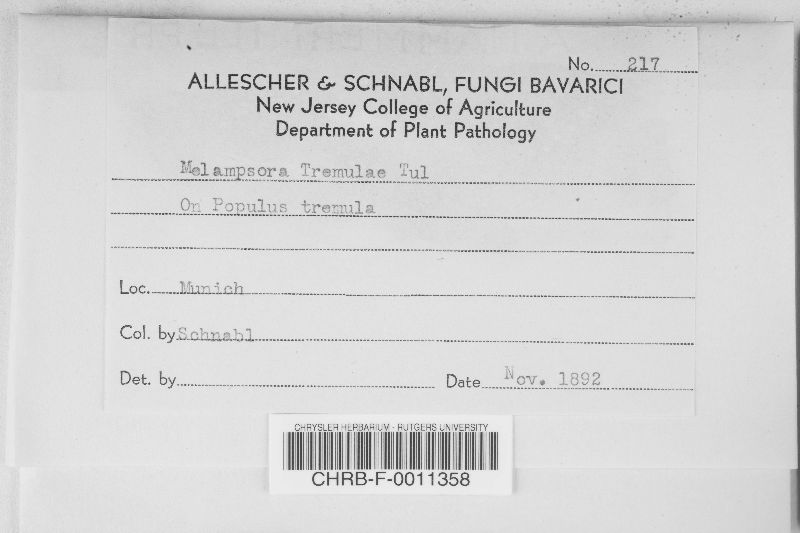 No. 217
ALLESCHER & SCHNABL, FUNGI BAVARICI
New Jersey College of Agriculture
Department of Plant Pathology
Melampsora Tremulae Tul
On Populus tremula
Loc. Munich
Col. by Schnabl
Det. by
Date Nov. 1892
CHRYSLER HERBARIUM - RUTGERS UNIVERSITY
CHRB-F-0011358